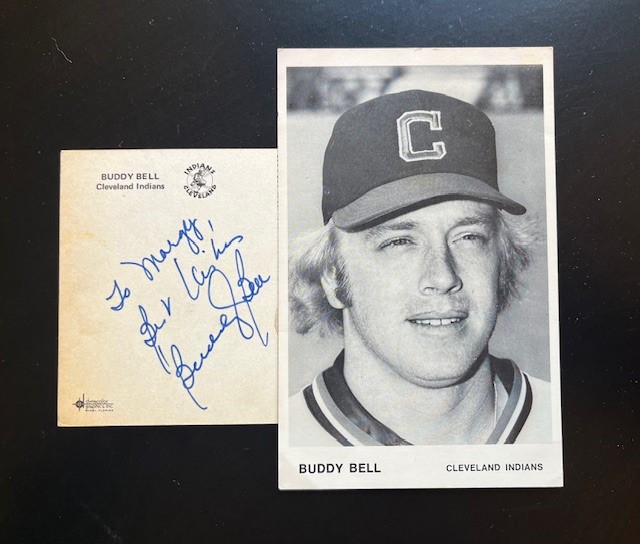 BUDDY BELL
Cleveland Indians
INDIANS
CLEVELAND
To Margy,
Best Wishes
Buddy Bell
C
BUDDY BELL
CLEVELAND INDIANS